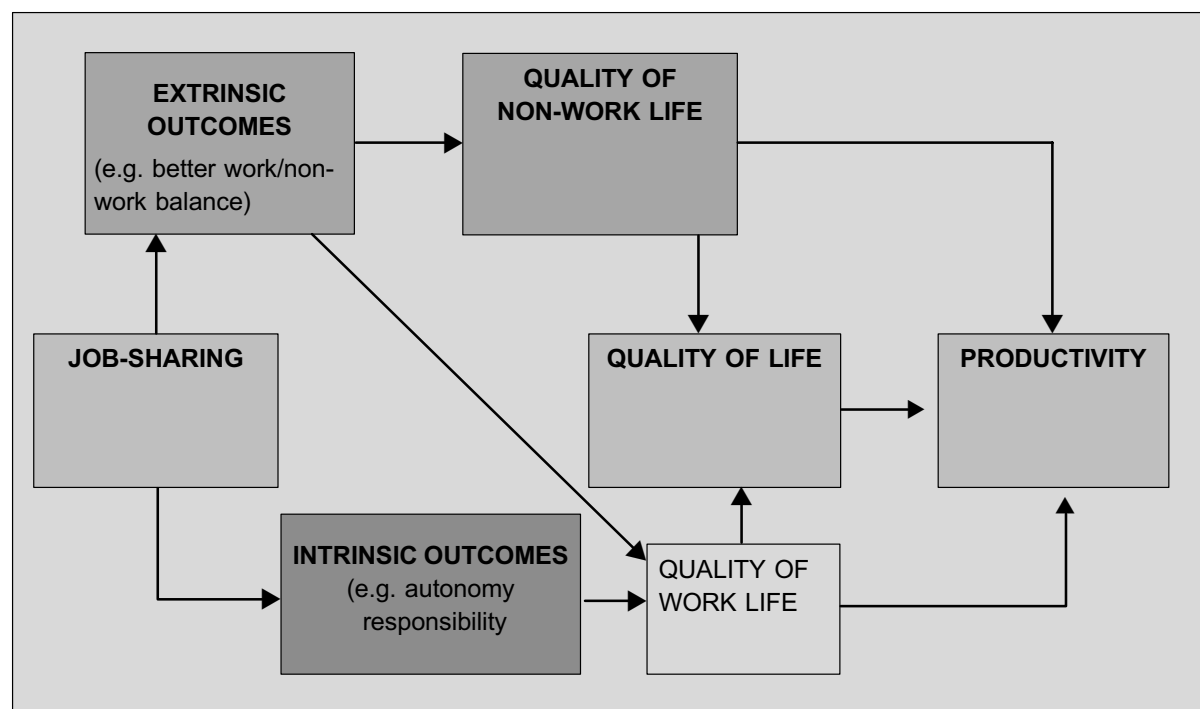 EXTRINSIC
OUTCOMES
(e.g. better work/non-
work balance)
QUALITY OF
NON-WORK LIFE
JOB-SHARING
QUALITY OF LIFE
PRODUCTIVITY
INTRINSIC OUTCOMES
(e.g. autonomy
responsibility
QUALITY OF
WORK LIFE